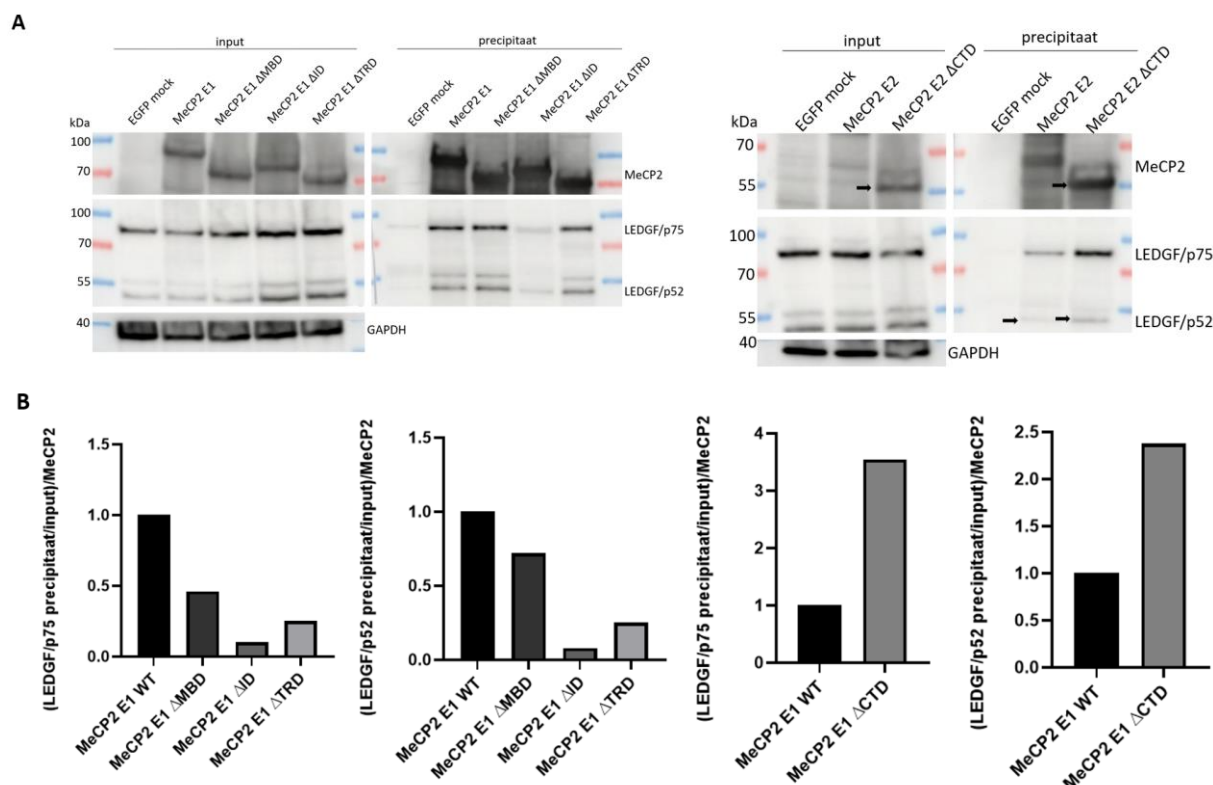 A
input
precipitaat
EGFP mock
MeCP2 E1
MeCP2 E1 ΔMBD
MeCP2 E1 ΔID
MeCP2 E1 ΔTRD
EGFP mock
MeCP2 E1
MeCP2 E1 ΔMBD
MeCP2 E1 ΔID
MeCP2 E1 ΔTRD
kDa
100
70
MeCP2
100
70
55
LEDGF/p75
LEDGF/p52
40
GAPDH
input
precipitaat
EGFP mock
MeCP2 E2
MeCP2 E2 ΔCTD
EGFP mock
MeCP2 E2
MeCP2 E2 ΔCTD
kDa
70
55
MeCP2
100
70
55
LEDGF/p75
LEDGF/p52
40
GAPDH
B
(LEDGF/p75 precipitaat/input)/MeCP2
1.5
1.0
0.5
0.0
MeCP2 E1 WT
MeCP2 E1 ΔMBD
MeCP2 E1 ΔID
MeCP2 E1 ΔTRD
(LEDGF/p52 precipitaat/input)/MeCP2
1.5
1.0
0.5
0.0
MeCP2 E1 WT
MeCP2 E1 ΔMBD
MeCP2 E1 ΔID
MeCP2 E1 ΔTRD
(LEDGF/p75 precipitaat/input)/MeCP2
4
3
2
1
0
MeCP2 E1 WT
MeCP2 E1 ΔCTD
(LEDGF/p52 precipitaat/input)/MeCP2
2.5
2.0
1.5
1.0
0.5
0.0
MeCP2 E1 WT
MeCP2 E1 ΔCTD